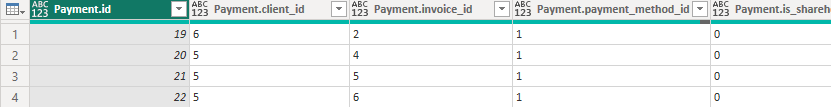 ABC 123 Payment.id ABC 123 Payment.client_id ABC 123 Payment.invoice_id ABC 123 Payment.payment_method_id ABC 123 Payment.is_shareh
1 19 6 2 1 0
2 20 5 4 1 0
3 21 5 5 1 0
4 22 5 6 1 0